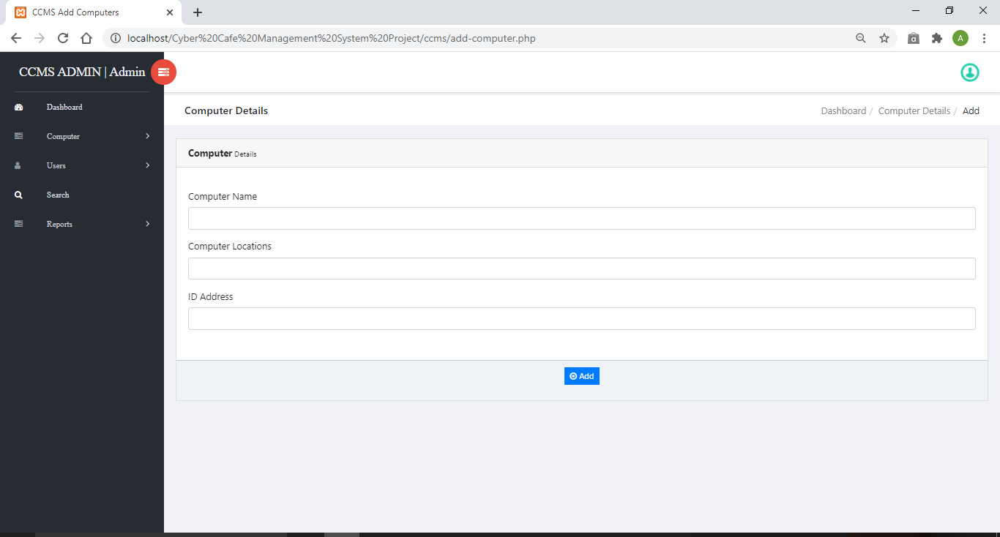 CCMS Add Computers
localhost/Cyber%20Cafe%20Management%20System%20Project/ccms/add-computer.php
A
CCMS ADMIN | Admin
Dashboard
Computer
Users
Search
Reports
Computer Details
Dashboard / Computer Details / Add
Computer Details
Computer Name
Computer Locations
ID Address
Add